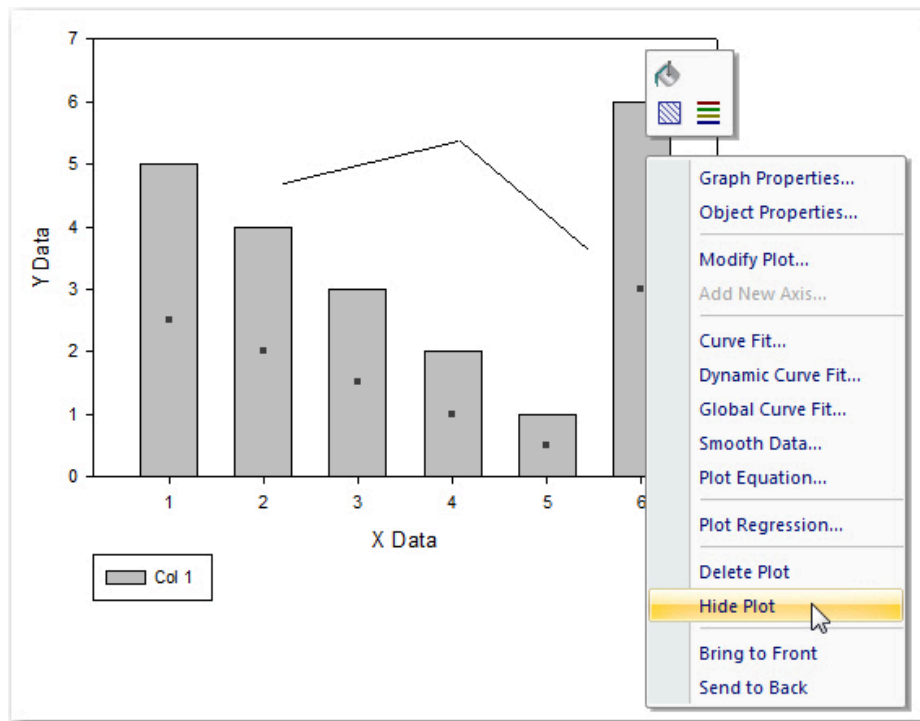 7
6
5
4
3
2
1
0
Y Data
1 2 3 4 5 6
X Data
Col 1
Graph Properties...
Object Properties...
Modify Plot...
Add New Axis...
Curve Fit...
Dynamic Curve Fit...
Global Curve Fit...
Smooth Data...
Plot Equation...
Plot Regression...
Delete Plot
Hide Plot
Bring to Front
Send to Back